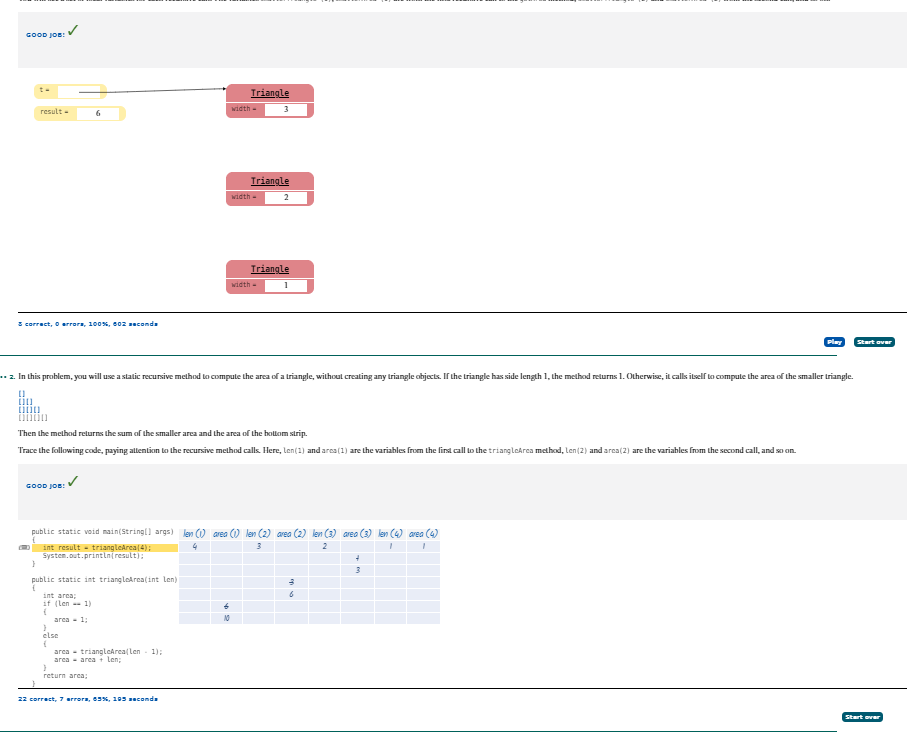 GOOD JOB!
t =
result = 6
Triangle
width = 3
Triangle
width = 2
Triangle
width = 1
8 correct, 0 errors, 100%, 602 seconds
Play
Start over
•• 2. In this problem, you will use a static recursive method to compute the area of a triangle, without creating any triangle objects. If the triangle has side length 1, the method returns 1. Otherwise, it calls itself to compute the area of the smaller triangle.
[]
[][]
[][][]
[][][][]
Then the method returns the sum of the smaller area and the area of the bottom strip.
Trace the following code, paying attention to the recursive method calls. Here, len(1) and area(1) are the variables from the first call to the triangleArea method, len(2) and area(2) are the variables from the second call, and so on.
GOOD JOB!
public static void main(String[] args)
{
int result = triangleArea(4);
System.out.println(result);
}
public static int triangleArea(int len)
{
int area;
if (len == 1)
{
area = 1;
}
else
{
area = triangleArea(len - 1);
area = area + len;
}
return area;
}
len (1) area (1) len (2) area (2) len (3) area (3) len (4) area (4)
4 3 2 1 1
1
3
3
6
6
10
22 correct, 7 errors, 65%, 195 seconds
Start over